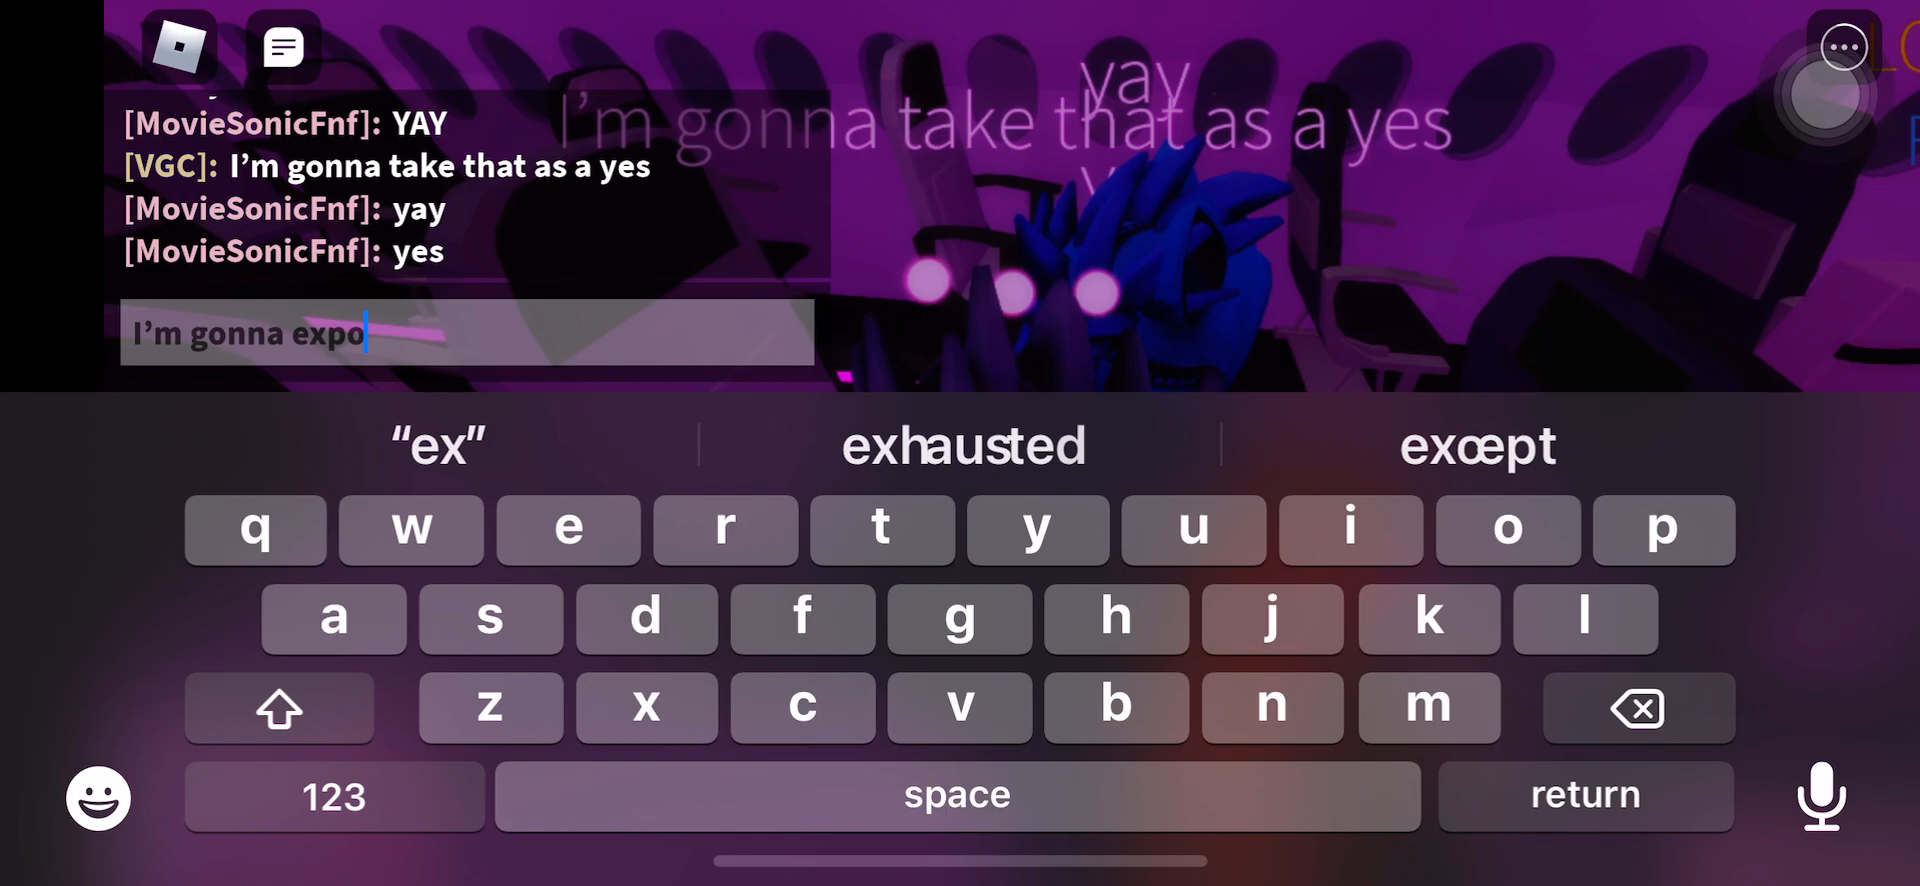 [MovieSonicFnf]: YAY
[VGC]: I’m gonna take that as a yes
[MovieSonicFnf]: yay
[MovieSonicFnf]: yes
I’m gonna expo
yay
I’m gonna take that as a yes
“ex” exhausted except
q w e r t y u i o p
a s d f g h j k l
z x c v b n m
123 space return